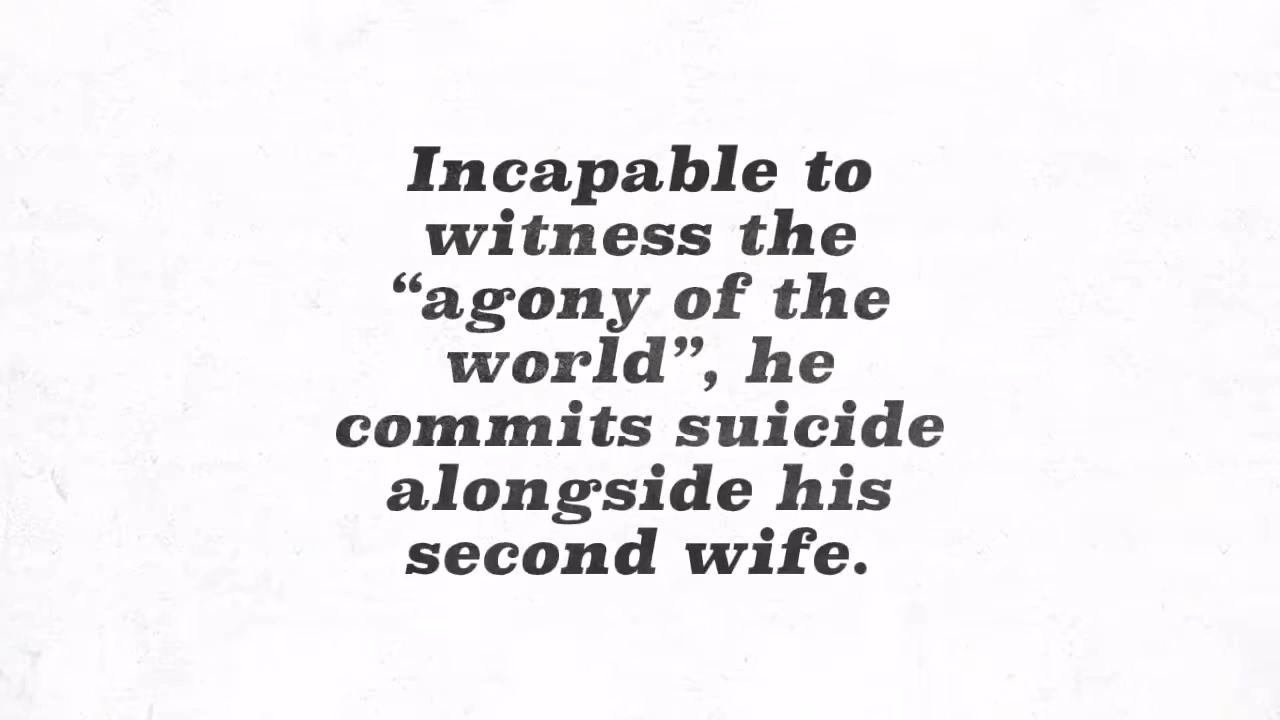 Incapable to
witness the
“agony of the
world”, he
commits suicide
alongside his
second wife.